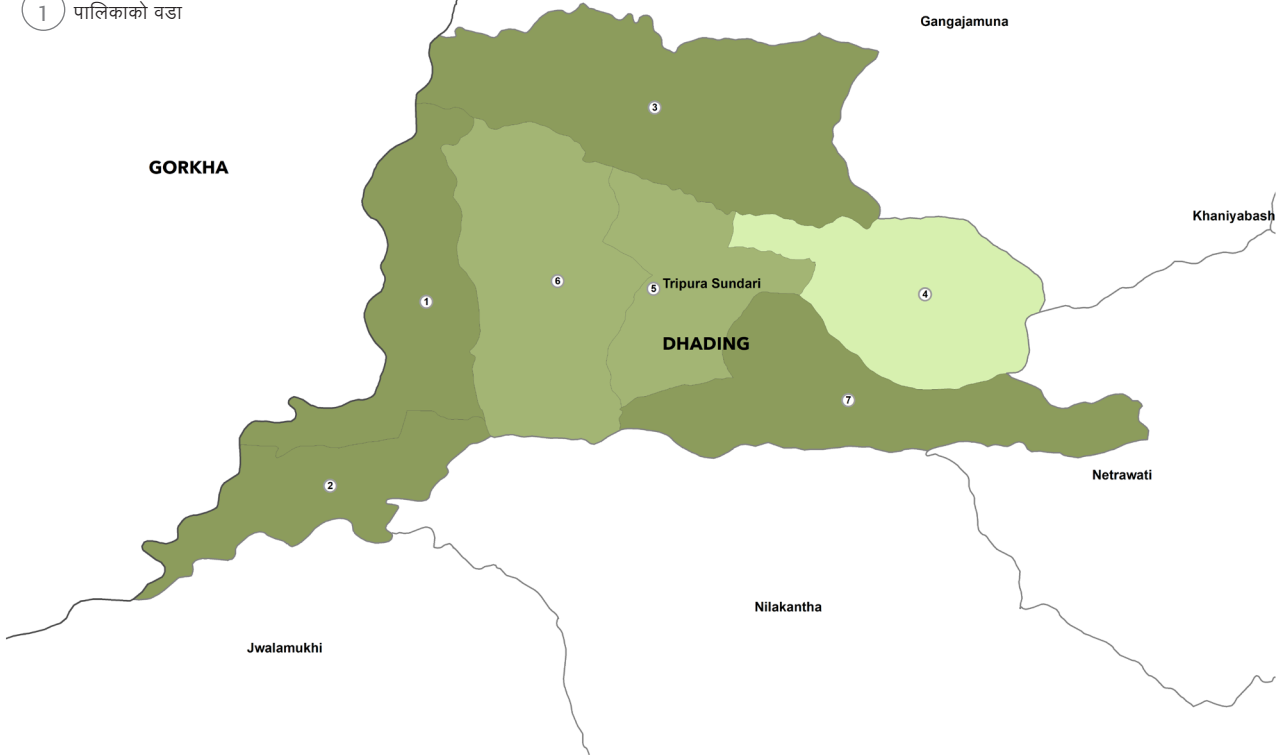 1 पालिकाको वडा
Gangajamuna
3
GORKHA
Khaniyabash
6
Tripura Sundari
5
4
1
DHADING
7
Netrawati
2
Nilakantha
Jwalamukhi